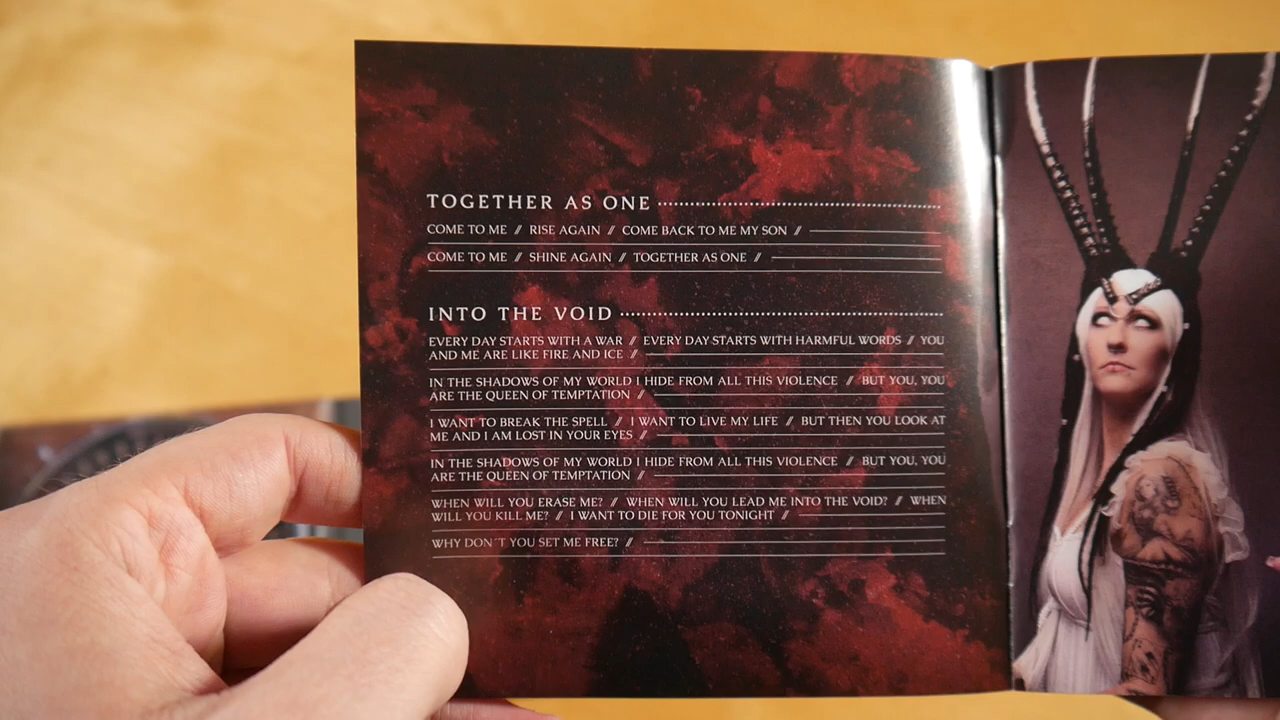 TOGETHER AS ONE
COME TO ME // RISE AGAIN // COME BACK TO ME MY SON //
COME TO ME // SHINE AGAIN // TOGETHER AS ONE //
INTO THE VOID
EVERY DAY STARTS WITH A WAR // EVERY DAY STARTS WITH HARMFUL WORDS // YOU
AND ME ARE LIKE FIRE AND ICE //
IN THE SHADOWS OF MY WORLD I HIDE FROM ALL THIS VIOLENCE // BUT YOU, YOU
ARE THE QUEEN OF TEMPTATION //
I WANT TO BREAK THE SPELL // I WANT TO LIVE MY LIFE // BUT THEN YOU LOOK AT
ME AND I AM LOST IN YOUR EYES //
IN THE SHADOWS OF MY WORLD I HIDE FROM ALL THIS VIOLENCE // BUT YOU, YOU
ARE THE QUEEN OF TEMPTATION //
WHEN WILL YOU ERASE ME? // WHEN WILL YOU LEAD ME INTO THE VOID? // WHEN
WILL YOU KILL ME? // I WANT TO DIE FOR YOU TONIGHT //
WHY DON´T YOU SET ME FREE? //